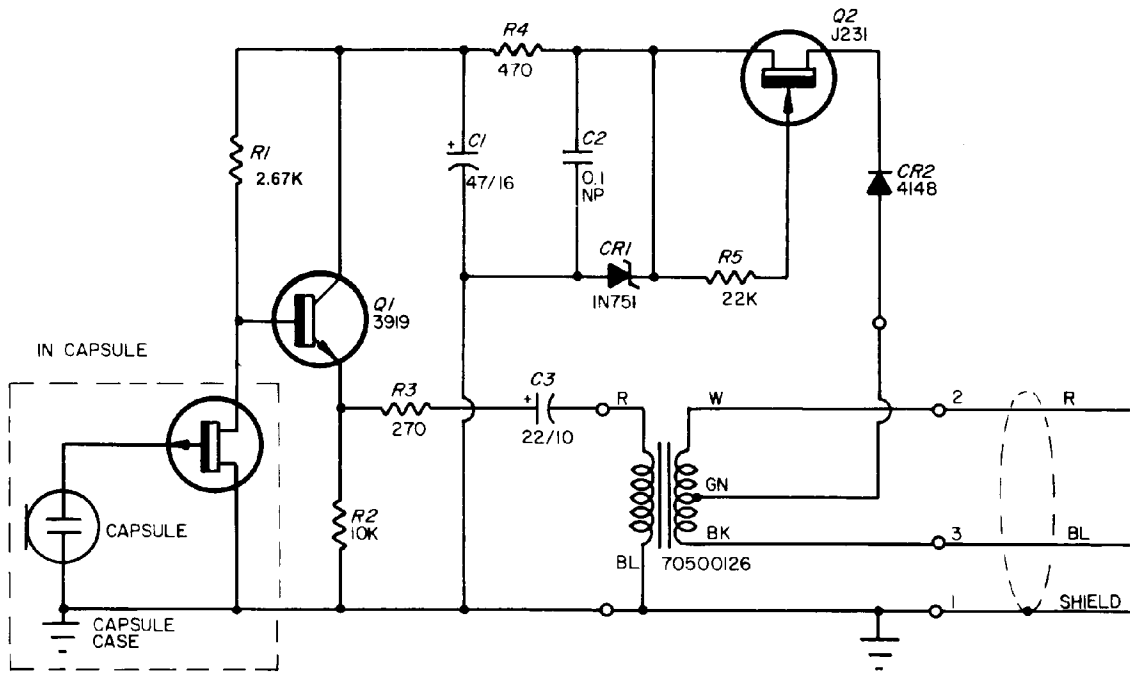 Q2
J231
R4
470
R1
2.67K
C1
+
47/16
C2
0.1
NP
CR2
4148
CR1
1N751
R5
22K
Q1
3919
IN CAPSULE
R3
270
C3
+
22/10
R
W
2
R
GN
CAPSULE
R2
10K
BK
3
BL
BL
70500126
1
SHIELD
CAPSULE
CASE